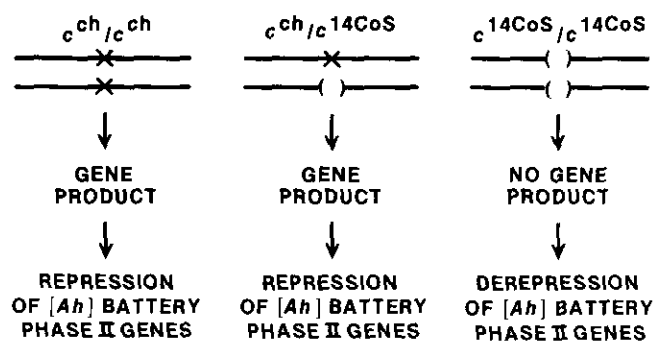 c^ch/c^ch
GENE
PRODUCT
REPRESSION
OF [Ah] BATTERY
PHASE II GENES
c^ch/c^14CoS
GENE
PRODUCT
REPRESSION
OF [Ah] BATTERY
PHASE II GENES
c^14CoS/c^14CoS
NO GENE
PRODUCT
DEREPRESSION
OF [Ah] BATTERY
PHASE II GENES